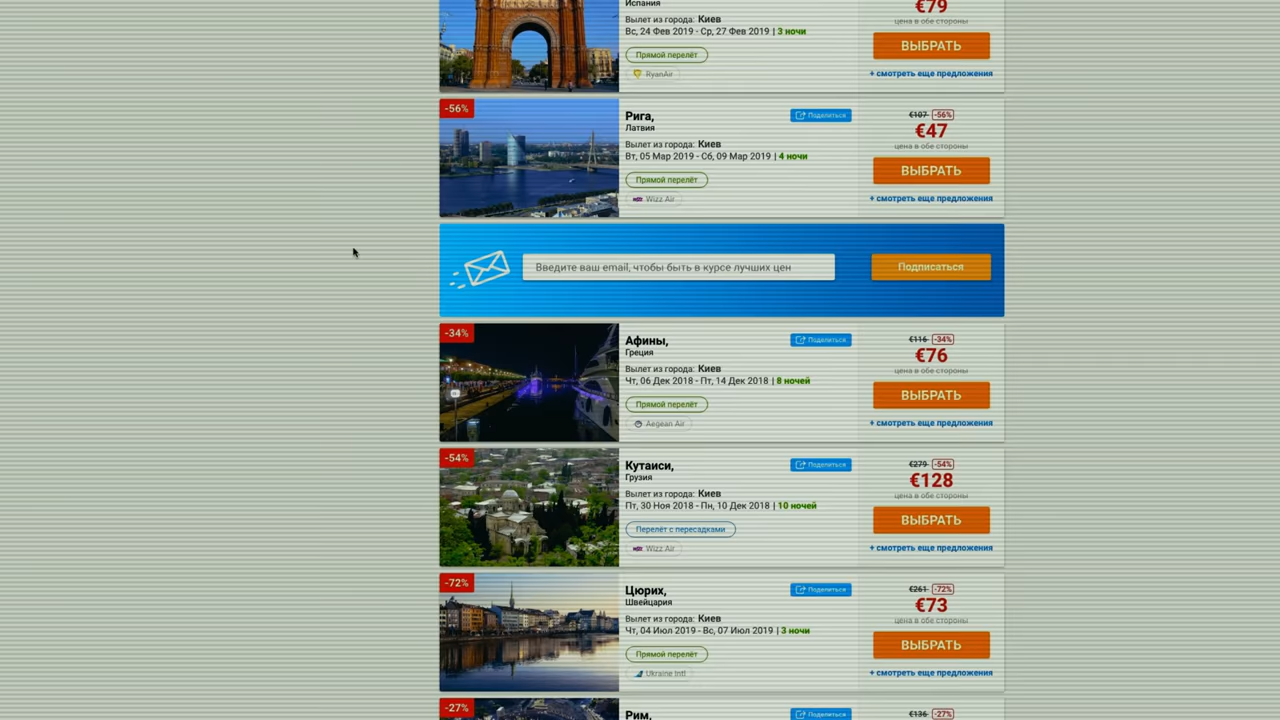 Испания
€79
цена в обе стороны
Вылет из города: Киев
Вс, 24 Фев 2019 - Ср, 27 Фев 2019 | 3 ночи
ВЫБРАТЬ
Прямой перелёт
RyanAir
+ смотреть еще предложения
-56%
Рига,
Латвия
Поделиться
€107 -56%
€47
цена в обе стороны
Вылет из города: Киев
Вт, 05 Мар 2019 - Сб, 09 Мар 2019 | 4 ночи
ВЫБРАТЬ
Прямой перелёт
Wizz Air
+ смотреть еще предложения
Введите ваш email, чтобы быть в курсе лучших цен
Подписаться
-34%
Афины,
Греция
Поделиться
€116 -34%
€76
цена в обе стороны
Вылет из города: Киев
Чт, 06 Дек 2018 - Пт, 14 Дек 2018 | 8 ночей
ВЫБРАТЬ
Прямой перелёт
Aegean Air
+ смотреть еще предложения
-54%
Кутаиси,
Грузия
Поделиться
€279 -54%
€128
цена в обе стороны
Вылет из города: Киев
Пт, 30 Ноя 2018 - Пн, 10 Дек 2018 | 10 ночей
ВЫБРАТЬ
Перелёт с пересадками
Wizz Air
+ смотреть еще предложения
-72%
Цюрих,
Швейцария
Поделиться
€261 -72%
€73
цена в обе стороны
Вылет из города: Киев
Чт, 04 Июл 2019 - Вс, 07 Июл 2019 | 3 ночи
ВЫБРАТЬ
Прямой перелёт
Ukraine Intl
+ смотреть еще предложения
-27%
Рим,
Поделиться
€136 -27%